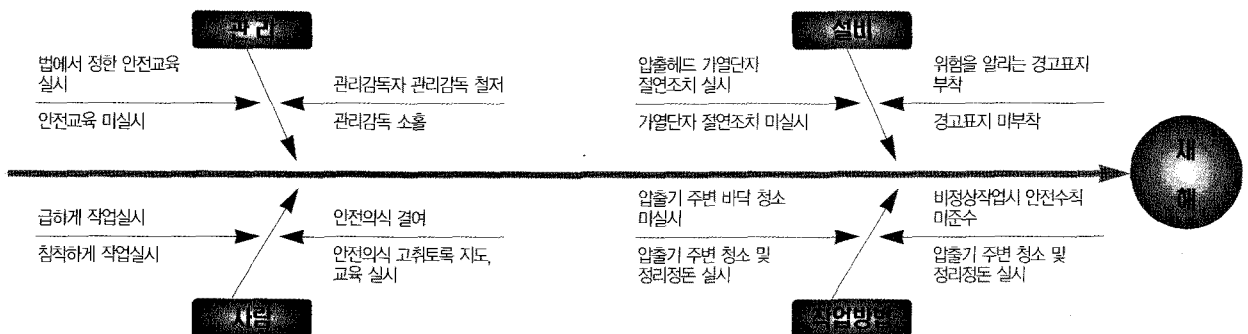 관리
설비
법에서 정한 안전교육
실시
안전교육 미실시
관리감독자 관리감독 철저
관리감독 소홀
압출헤드 가열단자
절연조치 실시
가열단자 절연조치 미실시
위험을 알리는 경고표지
부착
경고표지 미부착
재
해
급하게 작업실시
침착하게 작업실시
안전의식 결여
안전의식 고취토록 지도,
교육 실시
압출기 주변 바닥 청소
미실시
압출기 주변 청소 및
정리정돈 실시
비정상작업시 안전수칙
미준수
압출기 주변 청소 및
정리정돈 실시
사람
작업방법